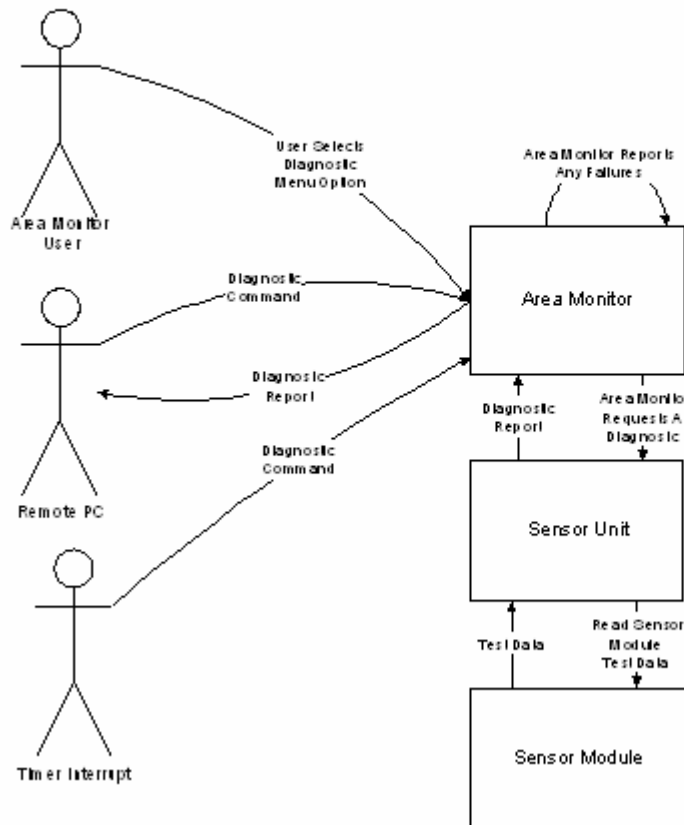 User Selects
Diagnostic
Menu Option
Area Monitor Reports
Any Failures
Area Monitor
User
Diagnostic
Command
Area Monitor
Diagnostic
Report
Diagnostic
Report
Area Monitor
Requests A
Diagnostic
Diagnostic
Command
Remote PC
Sensor Unit
Test Data
Read Sensor
Module
Test Data
Timer Interrupt
Sensor Module